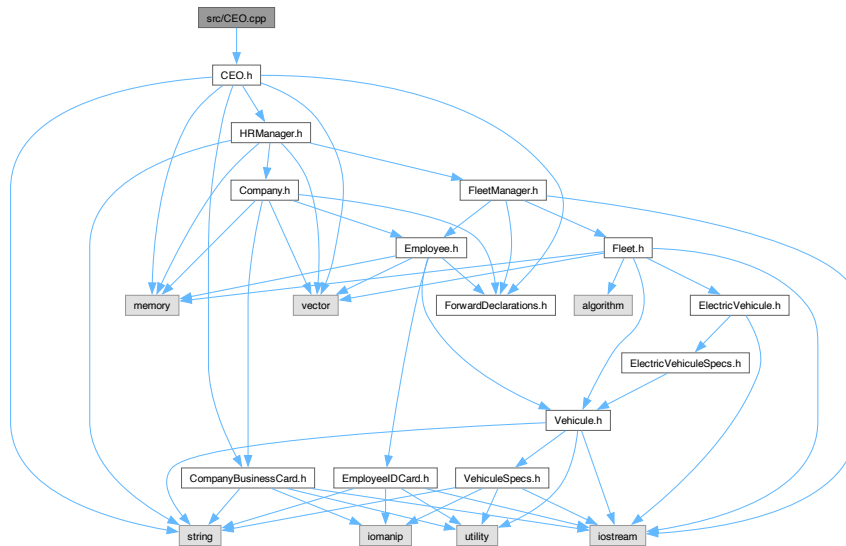 src/CEO.cpp
CEO.h
HRManager.h
Company.h
FleetManager.h
Employee.h
Fleet.h
memory
vector
ForwardDeclarations.h
algorithm
ElectricVehicule.h
ElectricVehiculeSpecs.h
Vehicule.h
CompanyBusinessCard.h
EmployeeIDCard.h
VehiculeSpecs.h
string
iomanip
utility
iostream